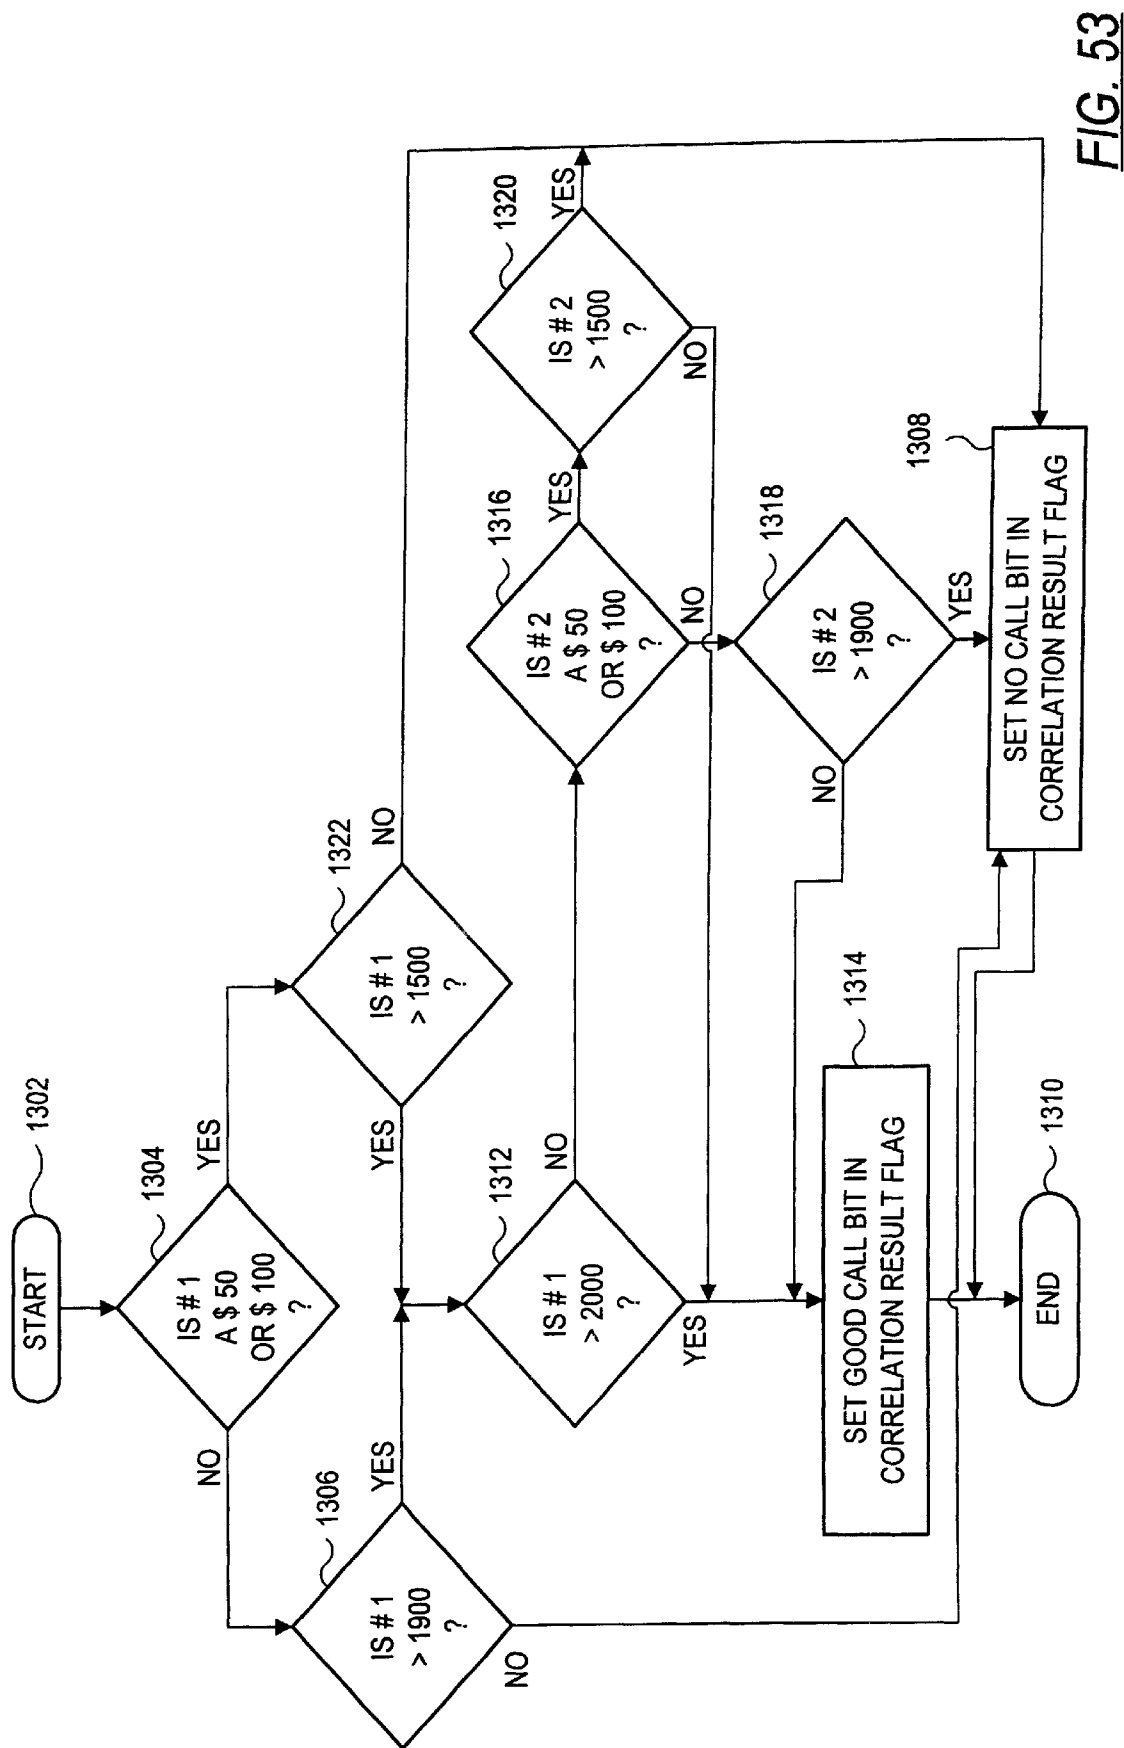 START
1302
IS # 1
A $ 50
OR $ 100
?
1304
NO
YES
IS # 1
> 1900
?
1306
YES
NO
IS # 1
> 1500
?
1322
YES
NO
IS # 1
> 2000
?
1312
NO
YES
IS # 2
A $ 50
OR $ 100
?
1316
YES
NO
IS # 2
> 1500
?
1320
YES
NO
IS # 2
> 1900
?
1318
NO
YES
SET GOOD CALL BIT IN
CORRELATION RESULT FLAG
1314
SET NO CALL BIT IN
CORRELATION RESULT FLAG
1308
END
1310
FIG. 53